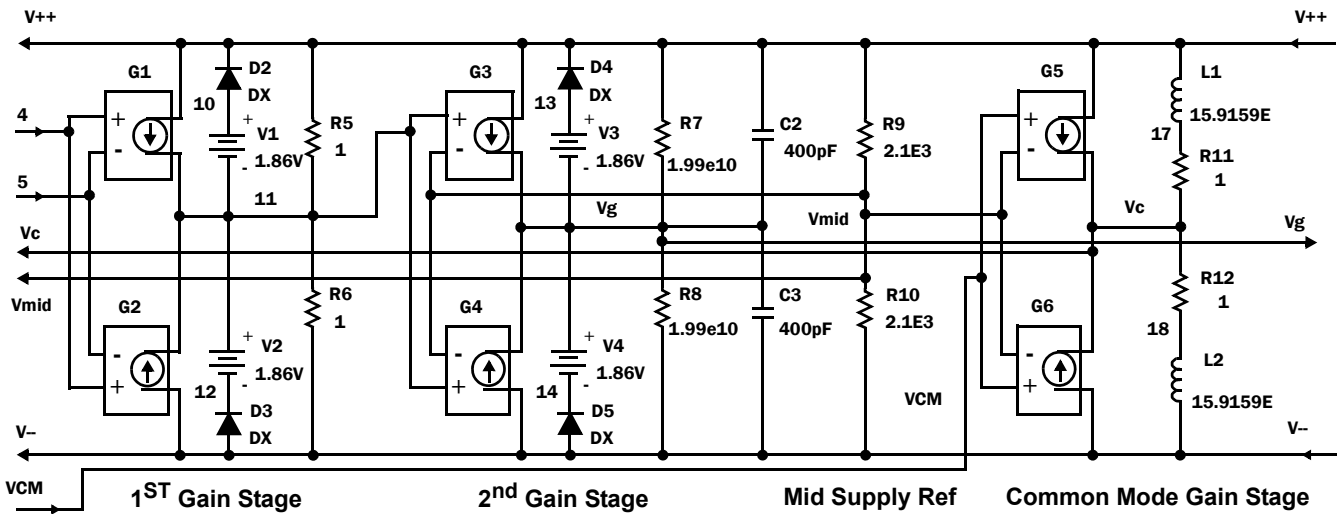 V++
V++
G1
D2
DX
G3
D4
DX
G5
L1
15.9159E
4
10
+
V1
1.86V
-
R5
1
13
+
V3
1.86V
-
R7
1.99e10
C2
400pF
R9
2.1E3
17
R11
1
+
-
+
-
+
-
5
11
Vg
Vmid
Vc
Vg
Vc
Vmid
G2
R6
1
G4
R8
1.99e10
C3
400pF
R10
2.1E3
G6
R12
1
18
L2
15.9159E
-
+
+
V2
1.86V
-
12
D3
DX
-
+
+
V4
1.86V
-
14
D5
DX
VCM
-
+
V--
V--
VCM
1ST Gain Stage
2nd Gain Stage
Mid Supply Ref
Common Mode Gain Stage